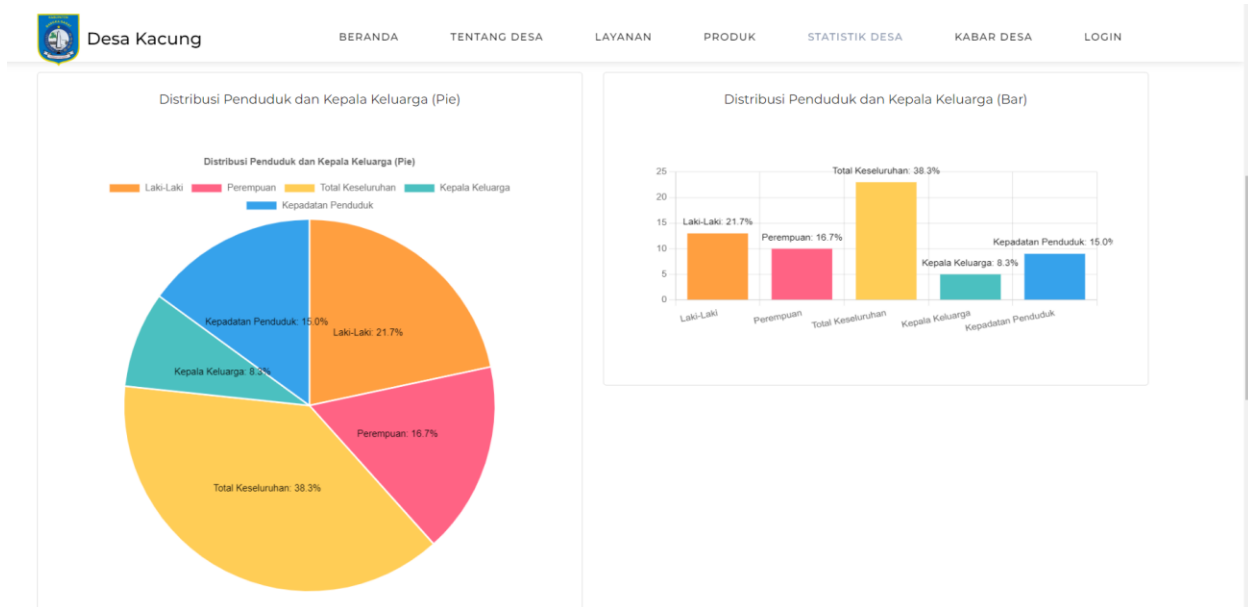 Desa Kacung
BERANDA TENTANG DESA LAYANAN PRODUK STATISTIK DESA KABAR DESA LOGIN
Distribusi Penduduk dan Kepala Keluarga (Pie)
Distribusi Penduduk dan Kepala Keluarga (Pie)
Laki-Laki Perempuan Total Keseluruhan Kepala Keluarga
Kepadatan Penduduk
Kepadatan Penduduk: 15.0%
Laki-Laki: 21.7%
Kepala Keluarga: 8.3%
Perempuan: 16.7%
Total Keseluruhan: 38.3%
Distribusi Penduduk dan Kepala Keluarga (Bar)
25
20
15
10
5
0
Total Keseluruhan: 38.3%
Laki-Laki: 21.7%
Perempuan: 16.7%
Kepadatan Penduduk: 15.0%
Kepala Keluarga: 8.3%
Laki-Laki
Perempuan
Total Keseluruhan
Kepala Keluarga
Kepadatan Penduduk